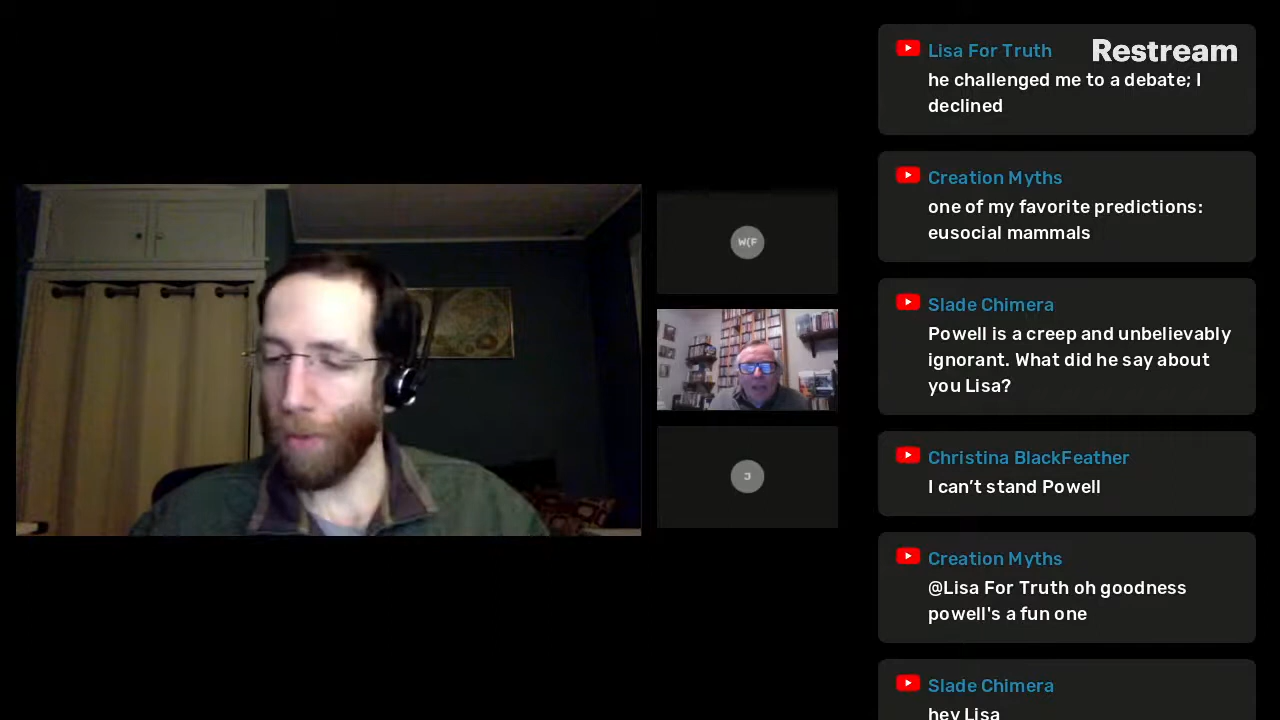 Lisa For Truth
Restream
he challenged me to a debate; I
declined
Creation Myths
one of my favorite predictions:
eusocial mammals
W(F
Slade Chimera
Powell is a creep and unbelievably
ignorant. What did he say about
you Lisa?
Christina BlackFeather
I can’t stand Powell
J
Creation Myths
@Lisa For Truth oh goodness
powell's a fun one
Slade Chimera
hey Lisa